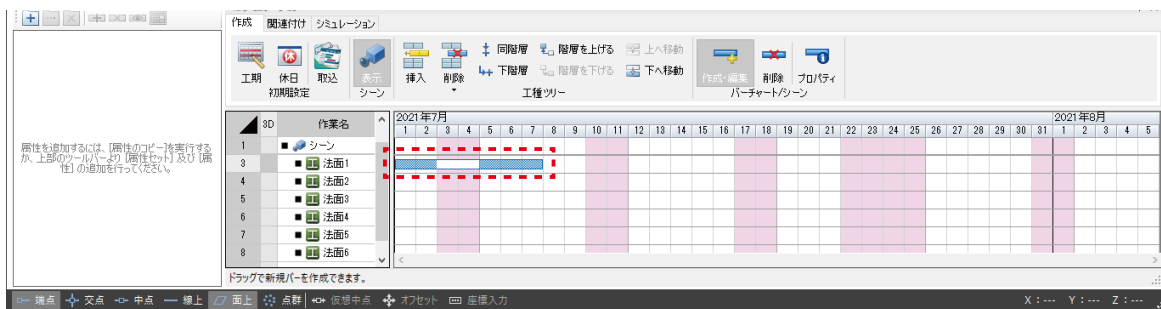 作成 関連付け シミュレーション
工期 休日 取込 表示 挿入 削除 同階層 階層を上げる 上へ移動 作成・編集 削除 プロパティ
下階層 階層を下げる 下へ移動
初期設定 シーン 工種ツリー バーチャート/シーン
属性を追加するには、[属性のコピー]を実行する
か、上部のツールバーより [属性セット] 及び [属
性] の追加を行ってください。
3D 作業名 2021年7月 2021年8月
1 2 3 4 5 6 7 8 9 10 11 12 13 14 15 16 17 18 19 20 21 22 23 24 25 26 27 28 29 30 31 1 2 3 4 5
1 シーン
3 法面1
4 法面2
5 法面3
6 法面4
7 法面5
8 法面6
ドラッグで新規バーを作成できます。
端点 交点 中点 線上 面上 点群 仮想中点 オフセット 座標入力 X : --- Y : --- Z : ---